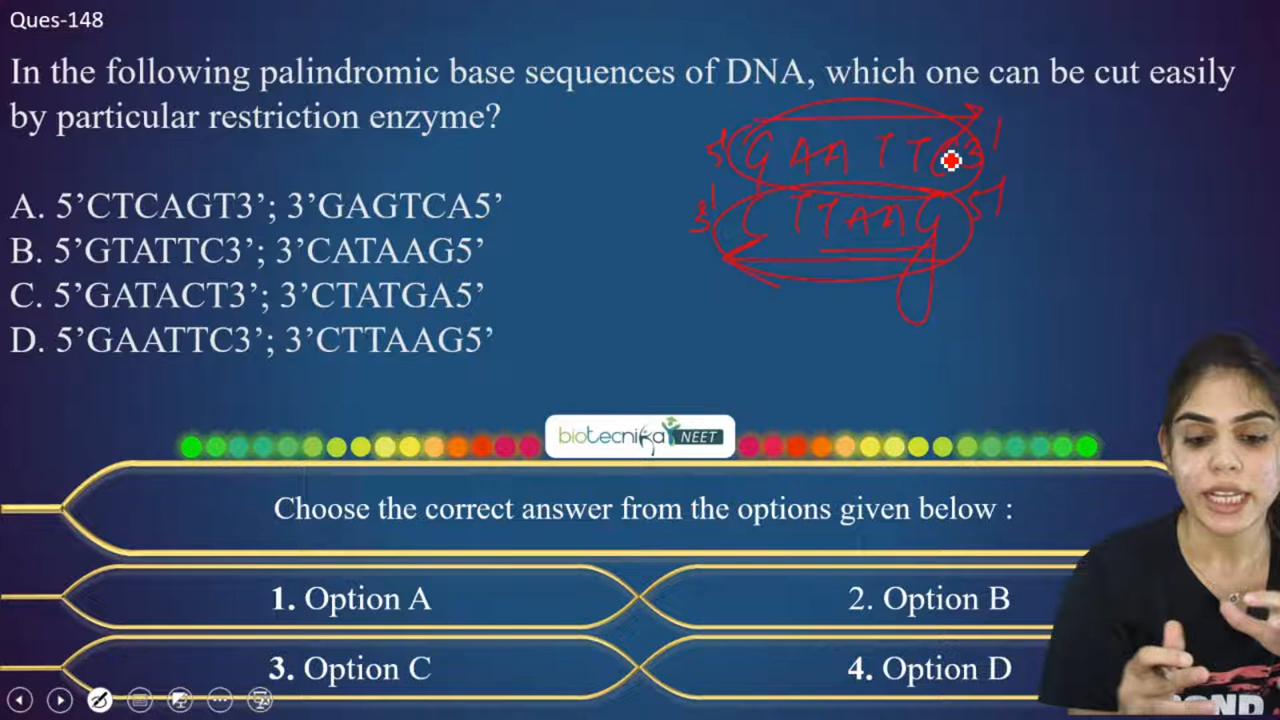 Ques-148
In the following palindromic base sequences of DNA, which one can be cut easily
by particular restriction enzyme?
5' G A A T T C 3'
3' C T T A A G 5'
A. 5’CTCAGT3’; 3’GAGTCA5’
B. 5’GTATTC3’; 3’CATAAG5’
C. 5’GATACT3’; 3’CTATGA5’
D. 5’GAATTC3’; 3’CTTAAG5’
biotecnika NEET
Choose the correct answer from the options given below :
1. Option A
2. Option B
3. Option C
4. Option D